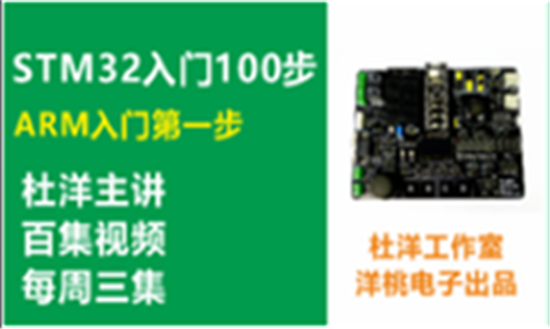 STM32入门100步
ARM入门第一步
杜洋主讲
百集视频
每周三集
杜洋工作室
洋桃电子出品